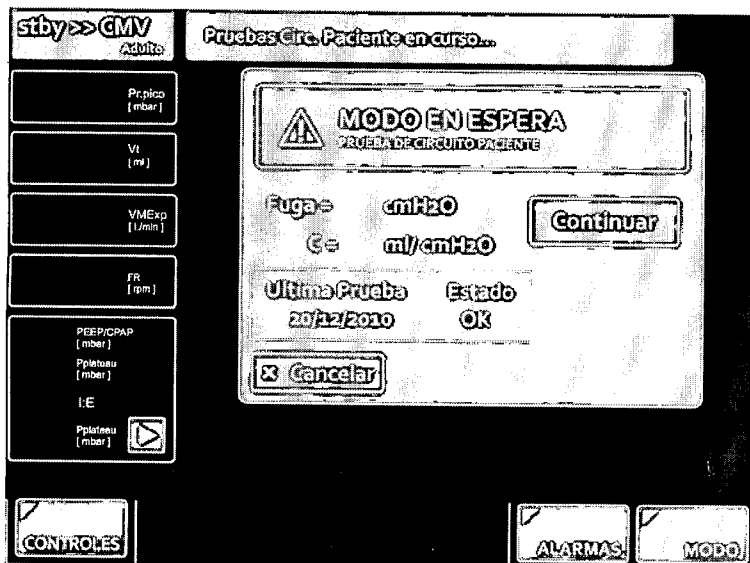 stby >> CMV
Adulto
Pruebas Circ. Paciente en curso...
Pr.pico
[mbar]
Vt
[ml]
VMExp
[L/min]
FR
[rpm]
PEEP/CPAP
[mbar]
Pplateau
[mbar]
I:E
Pplateau
[mbar]
MODO EN ESPERA
PRUEBA DE CIRCUITO PACIENTE
Fuga = cmH2O
C = ml/cmH2O
Continuar
Ultima Prueba Estado
20/12/2010 OK
Cancelar
CONTROLES
ALARMAS
MODO